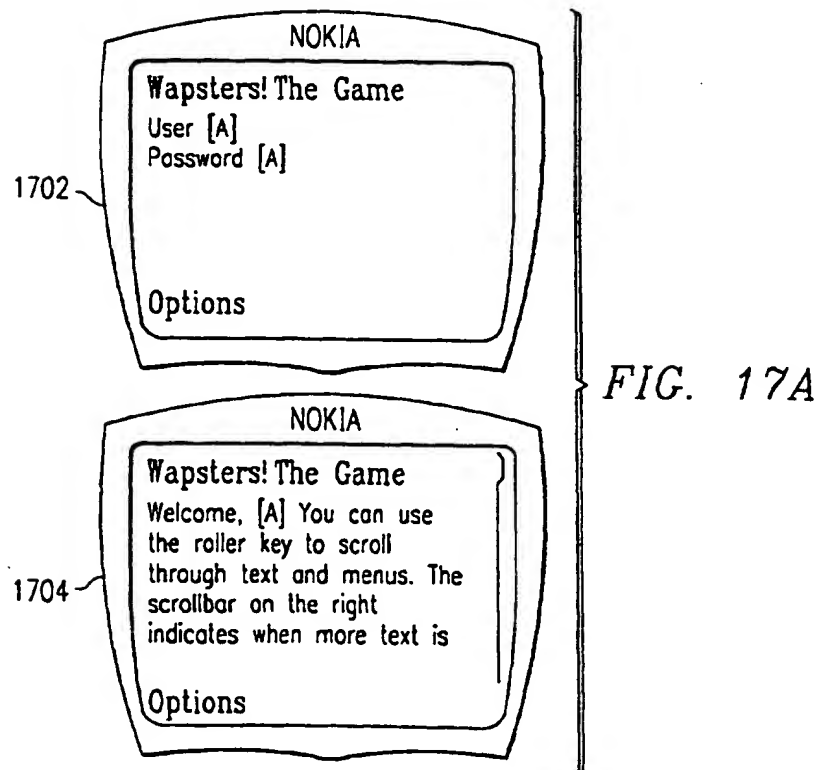 NOKIA
Wapsters! The Game
User [A]
Password [A]
1702
Options
FIG. 17A
NOKIA
Wapsters! The Game
Welcome, [A] You can use
the roller key to scroll
through text and menus. The
scrollbar on the right
indicates when more text is
1704
Options